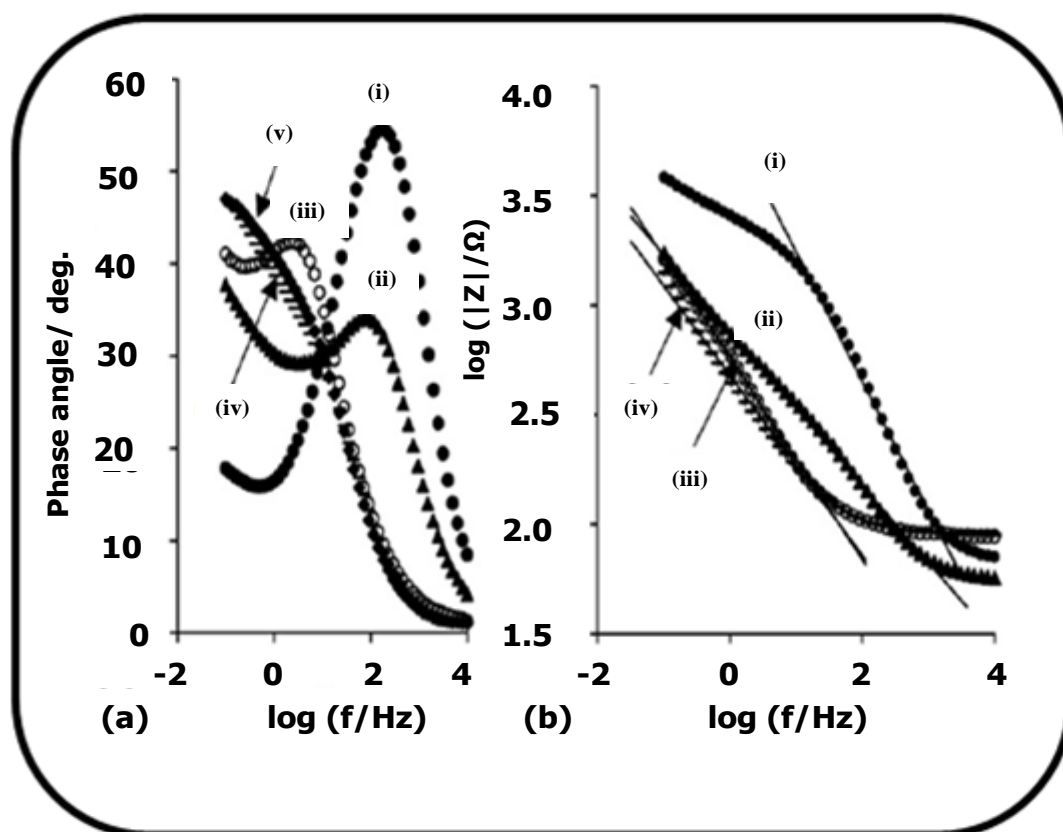 60
50
40
30
20
10
0
-2 0 2 4
Phase angle/ deg.
log (f/Hz)
(a)
(i)
(v)
(iii)
(ii)
(iv)
4.0
3.5
3.0
2.5
2.0
1.5
-2 0 2 4
log (|Z|/Ω)
log (f/Hz)
(b)
(i)
(ii)
(iv)
(iii)